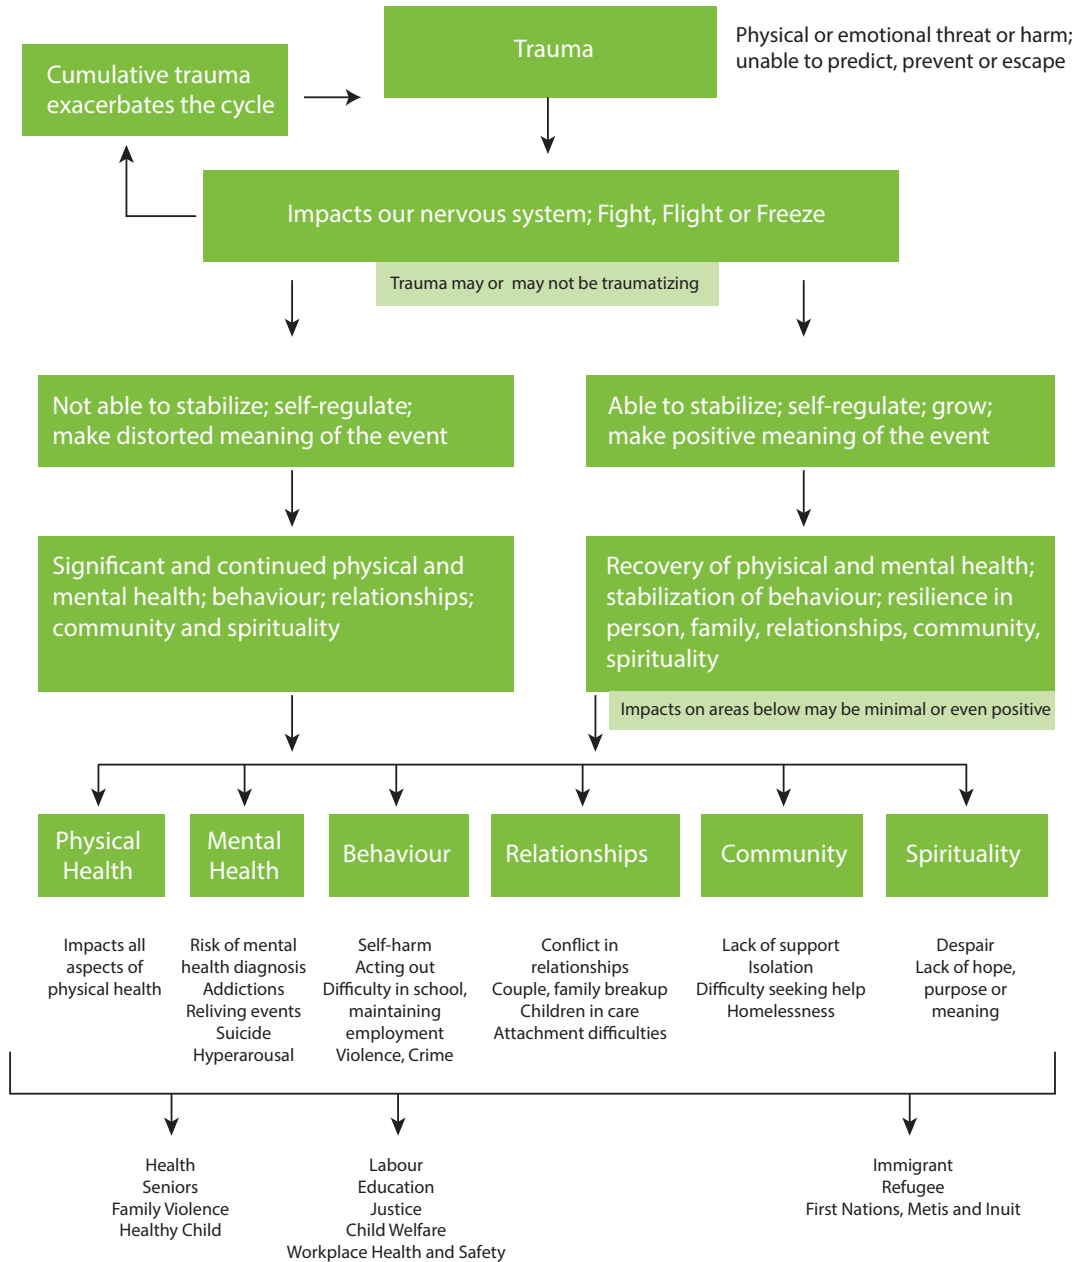 Trauma
Physical or emotional threat or harm;
unable to predict, prevent or escape
Cumulative trauma
exacerbates the cycle
Impacts our nervous system; Fight, Flight or Freeze
Trauma may or may not be traumatizing
Not able to stabilize; self-regulate;
make distorted meaning of the event
Able to stabilize; self-regulate; grow;
make positive meaning of the event
Significant and continued physical and
mental health; behaviour; relationships;
community and spirituality
Recovery of phyisical and mental health;
stabilization of behaviour; resilience in
person, family, relationships, community,
spirituality
Impacts on areas below may be minimal or even positive
Physical
Health
Mental
Health
Behaviour
Relationships
Community
Spirituality
Impacts all
aspects of
physical health
Risk of mental
health diagnosis
Addictions
Reliving events
Suicide
Hyperarousal
Self-harm
Acting out
Difficulty in school,
maintaining
employment
Violence, Crime
Conflict in
relationships
Couple, family breakup
Children in care
Attachment difficulties
Lack of support
Isolation
Difficulty seeking help
Homelessness
Despair
Lack of hope,
purpose or
meaning
Health
Seniors
Family Violence
Healthy Child
Labour
Education
Justice
Child Welfare
Workplace Health and Safety
Immigrant
Refugee
First Nations, Metis and Inuit